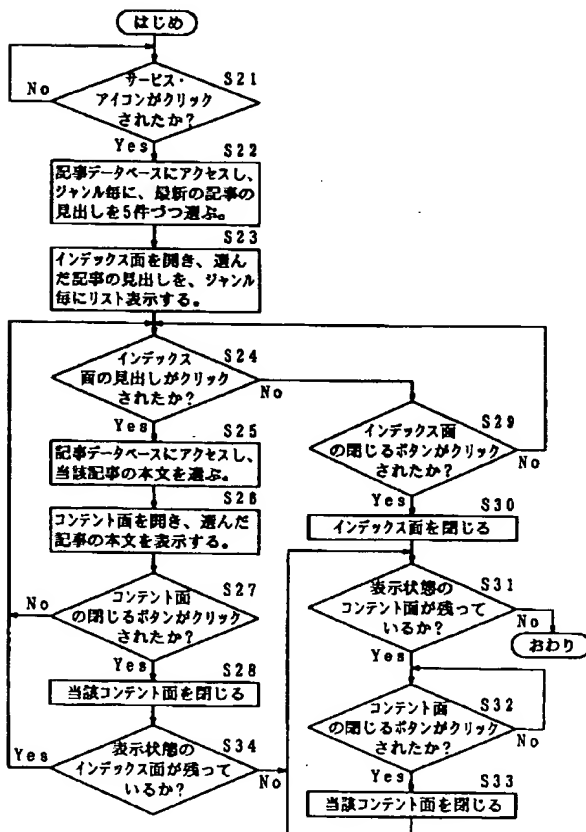 はじめ
S21
サービス・
アイコンがクリック
されたか?
No
Yes
S22
記事データベースにアクセスし、
ジャンル毎に、最新の記事の
見出しを5件づつ選ぶ。
S23
インデックス面を開き、選ん
だ記事の見出しを、ジャンル
毎にリスト表示する。
S24
インデックス
面の見出しがクリック
されたか?
No
Yes
S25
記事データベースにアクセスし、
当該記事の本文を選ぶ。
S26
コンテント面を開き、選んだ
記事の本文を表示する。
S27
コンテント面
の閉じるボタンがクリック
されたか?
No
Yes
S28
当該コンテント面を閉じる
S34
表示状態の
インデックス面が残って
いるか?
Yes
No
S29
インデックス面
の閉じるボタンがクリック
されたか?
No
Yes
S30
インデックス面を閉じる
S31
表示状態の
コンテント面が残って
いるか?
No
おわり
Yes
S32
コンテント面
の閉じるボタンがクリック
されたか?
No
Yes
S33
当該コンテント面を閉じる